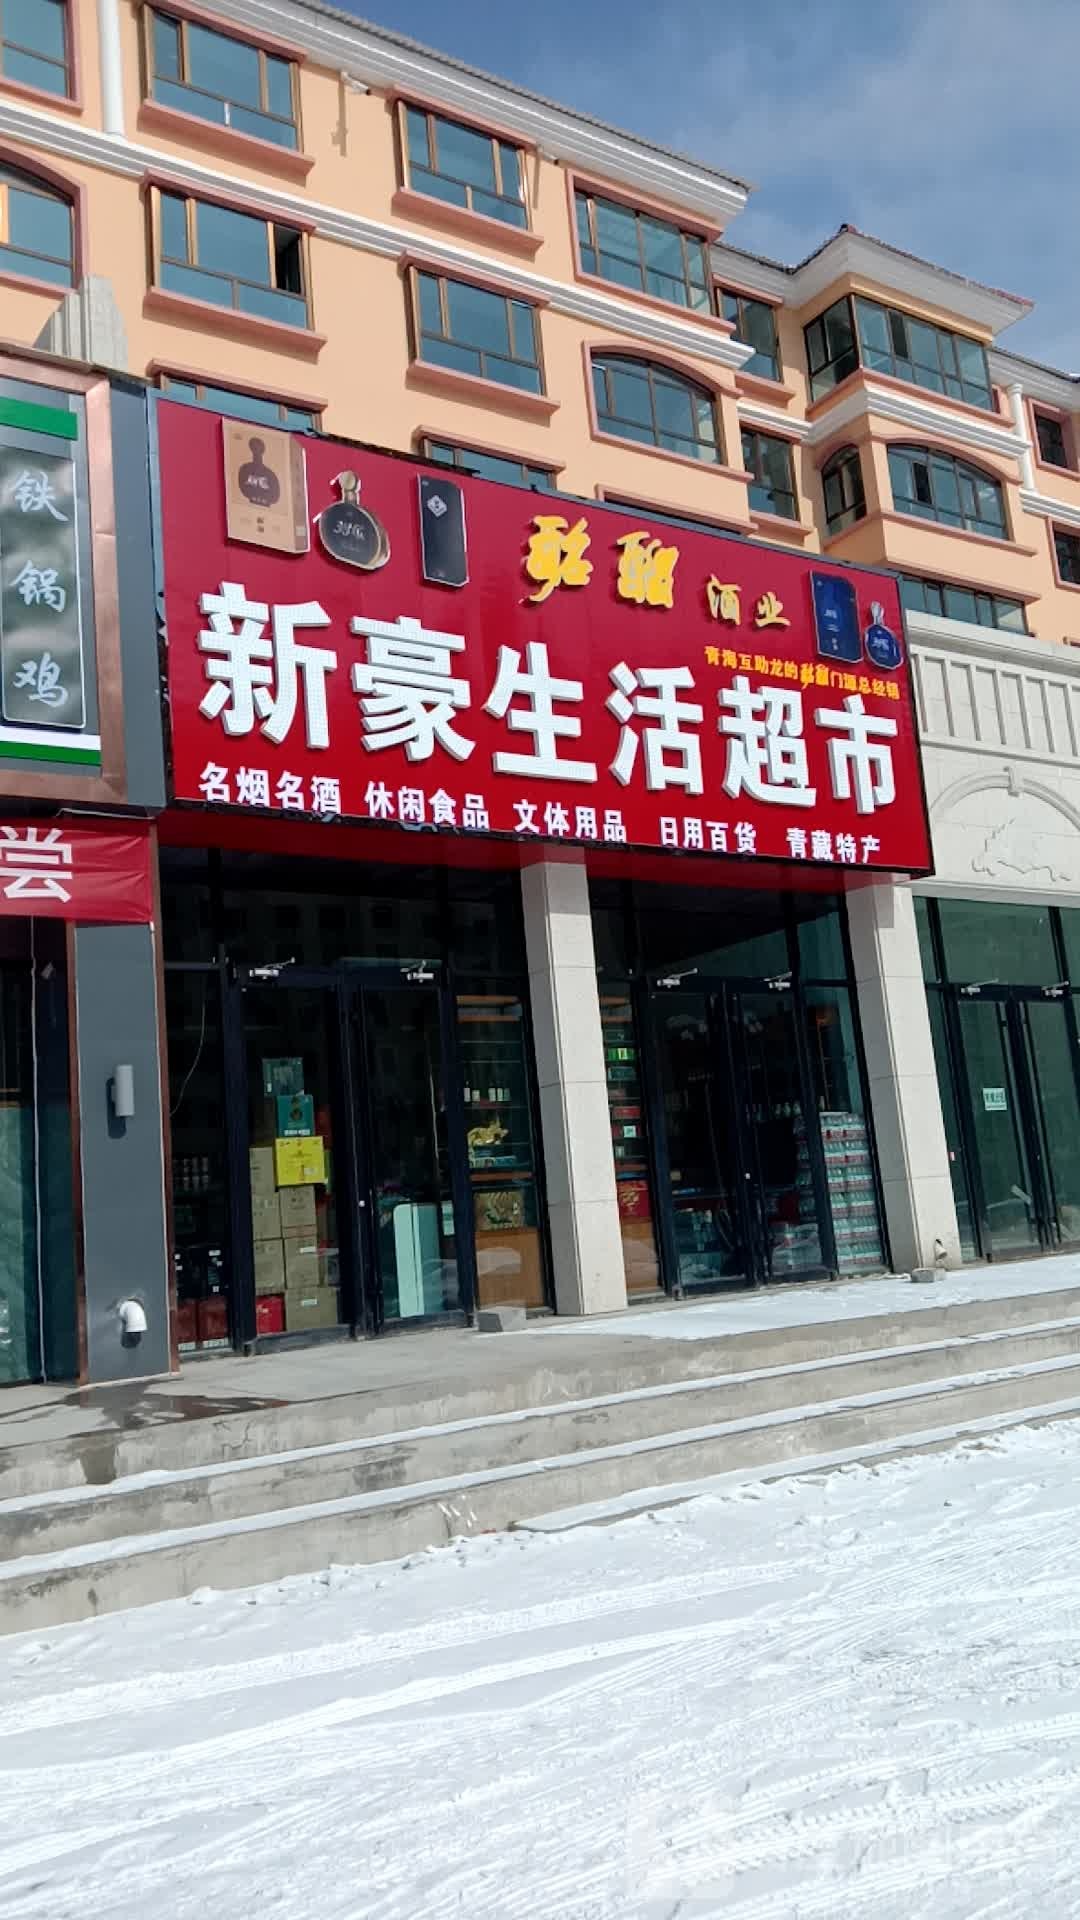 铁锅鸡
尝
酒业
青海互助龙的
门源总经销
新豪生活超市
名烟名酒 休闲食品 文体用品 日用百货 青藏特产